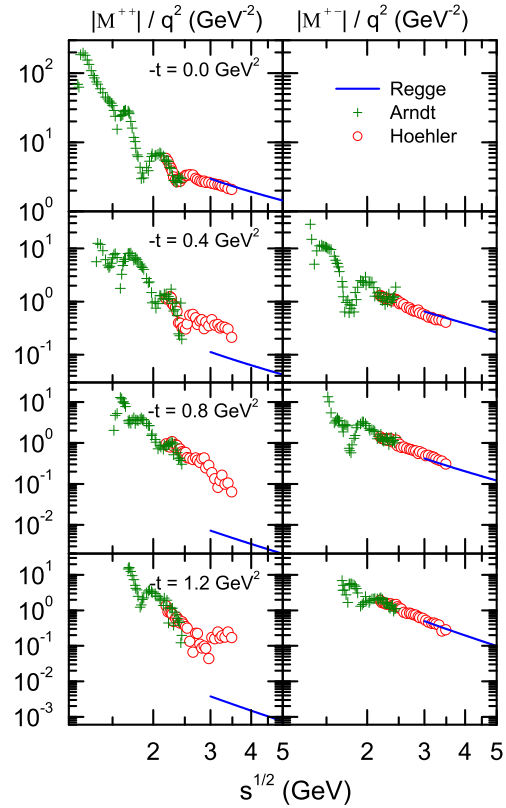 |M⁺⁺| / q² (GeV⁻²) |M⁺⁻| / q² (GeV⁻²)
-t = 0.0 GeV²
Regge
Arndt
Hoehler
10²
10¹
10⁰
-t = 0.4 GeV²
10¹
10⁰
10⁻¹
-t = 0.8 GeV²
10¹
10⁰
10⁻¹
10⁻²
-t = 1.2 GeV²
10¹
10⁰
10⁻¹
10⁻²
10⁻³
2 3 4 5 2 3 4 5
s¹/² (GeV)